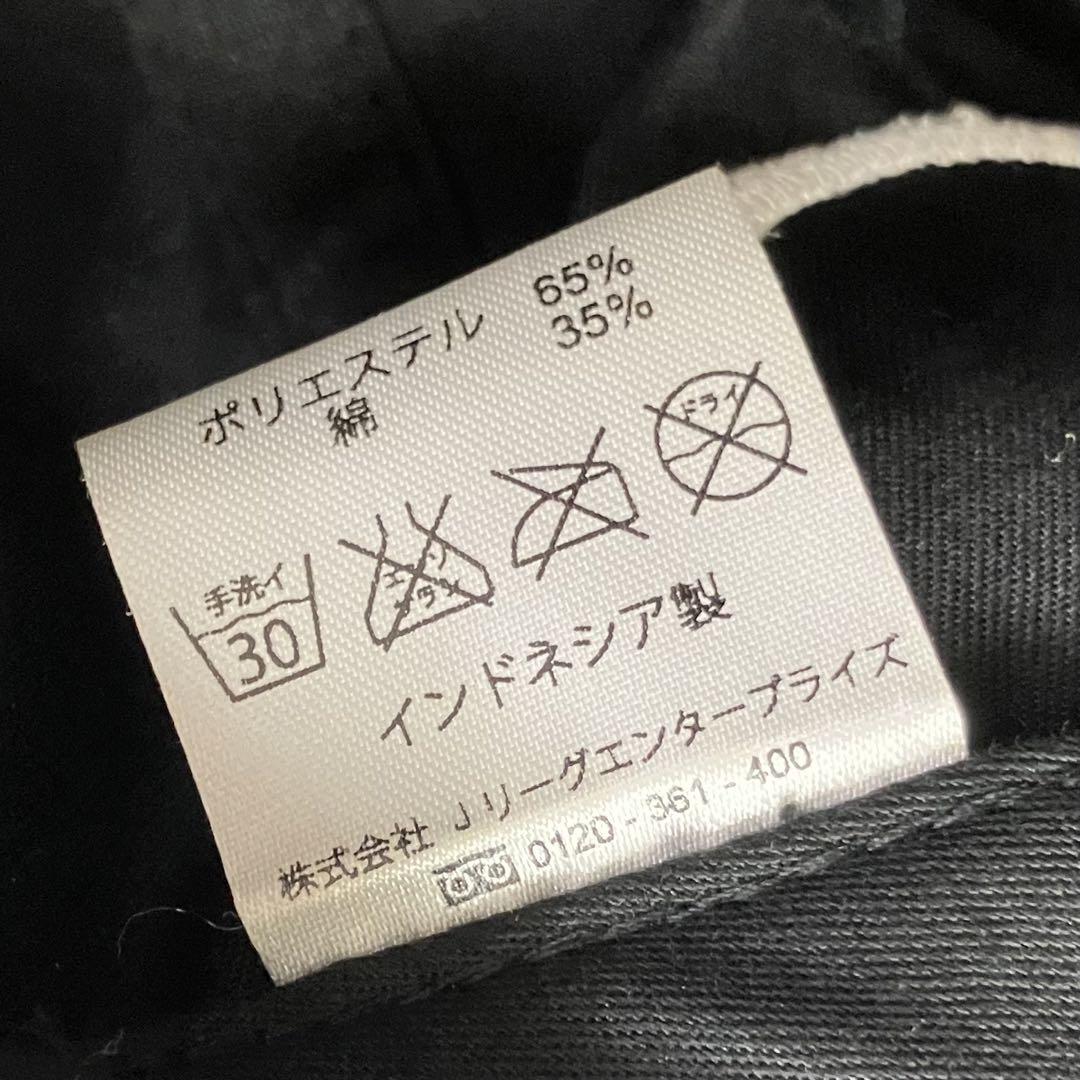 ポリエステル 65%
綿 35%
手洗イ
30
エンソ
サラシ
ドライ
インドネシア製
株式会社 Jリーグエンタープライズ
0120-361-400